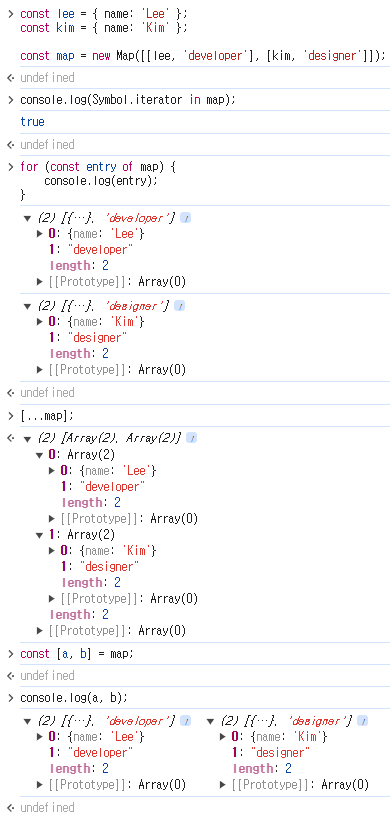 > const lee = { name: 'Lee' };
const kim = { name: 'Kim' };
const map = new Map([[lee, 'developer'], [kim, 'designer']]);
undefined
> console.log(Symbol.iterator in map);
true
undefined
> for (const entry of map) {
console.log(entry);
}
▼ (2) [{…}, 'developer'] i
▶ 0: {name: 'Lee'}
1: "developer"
length: 2
▶ [[Prototype]]: Array(0)
▼ (2) [{…}, 'designer'] i
▶ 0: {name: 'Kim'}
1: "designer"
length: 2
▶ [[Prototype]]: Array(0)
undefined
> [...map];
▼ (2) [Array(2), Array(2)] i
▼ 0: Array(2)
▶ 0: {name: 'Lee'}
1: "developer"
length: 2
▶ [[Prototype]]: Array(0)
▼ 1: Array(2)
▶ 0: {name: 'Kim'}
1: "designer"
length: 2
▶ [[Prototype]]: Array(0)
length: 2
▶ [[Prototype]]: Array(0)
> const [a, b] = map;
undefined
> console.log(a, b);
▼ (2) [{…}, 'developer'] i
▶ 0: {name: 'Lee'}
1: "developer"
length: 2
▶ [[Prototype]]: Array(0)
▼ (2) [{…}, 'designer'] i
▶ 0: {name: 'Kim'}
1: "designer"
length: 2
▶ [[Prototype]]: Array(0)
undefined